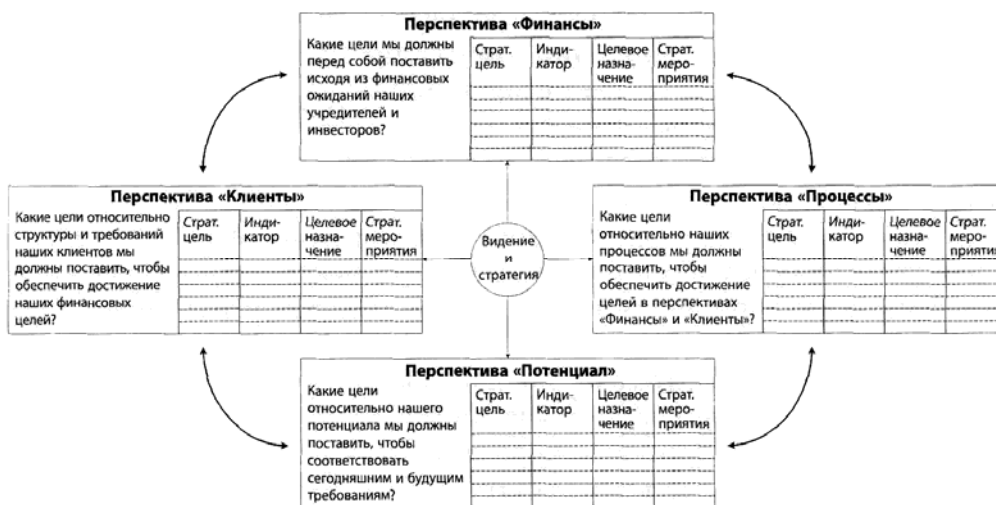 Перспектива «Финансы»
Какие цели мы должны
перед собой поставить
исходя из финансовых
ожиданий наших
учредителей и
инвесторов?
Страт.
цель
Инди-
катор
Целевое
назна-
чение
Страт.
меро-
приятия
Перспектива «Клиенты»
Какие цели относительно
структуры и требований
наших клиентов мы
должны поставить, чтобы
обеспечить достижение
наших финансовых
целей?
Страт.
цель
Инди-
катор
Целевое
назна-
чение
Страт.
меро-
приятия
Видение
и
стратегия
Перспектива «Процессы»
Какие цели
относительно наших
процессов мы должны
поставить, чтобы
обеспечить достижение
целей в перспективах
«Финансы» и «Клиенты»?
Страт.
цель
Инди-
катор
Целевое
назна-
чение
Страт.
меро-
приятия
Перспектива «Потенциал»
Какие цели
относительно нашего
потенциала мы должны
поставить, чтобы
соответствовать
сегодняшним и будущим
требованиям?
Страт.
цель
Инди-
катор
Целевое
назна-
чение
Страт.
меро-
приятия